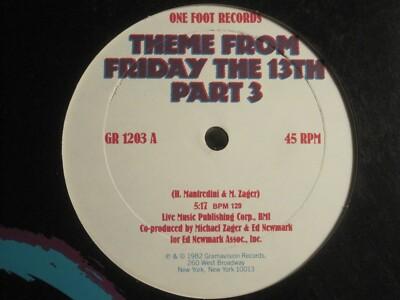 ONE FOOT RECORDS
THEME FROM
FRIDAY THE 13TH
PART 3
GR 1203 A 45 RPM
(H. Manfredini & M. Zager)
5:17 BPM 129
Live Music Publishing Corp., BMI
Co-produced by Michael Zager & Ed Newmark
for Ed Newmark Assoc., Inc.
℗ & © 1982 Gramavision Records,
260 West Broadway
New York, New York 10013